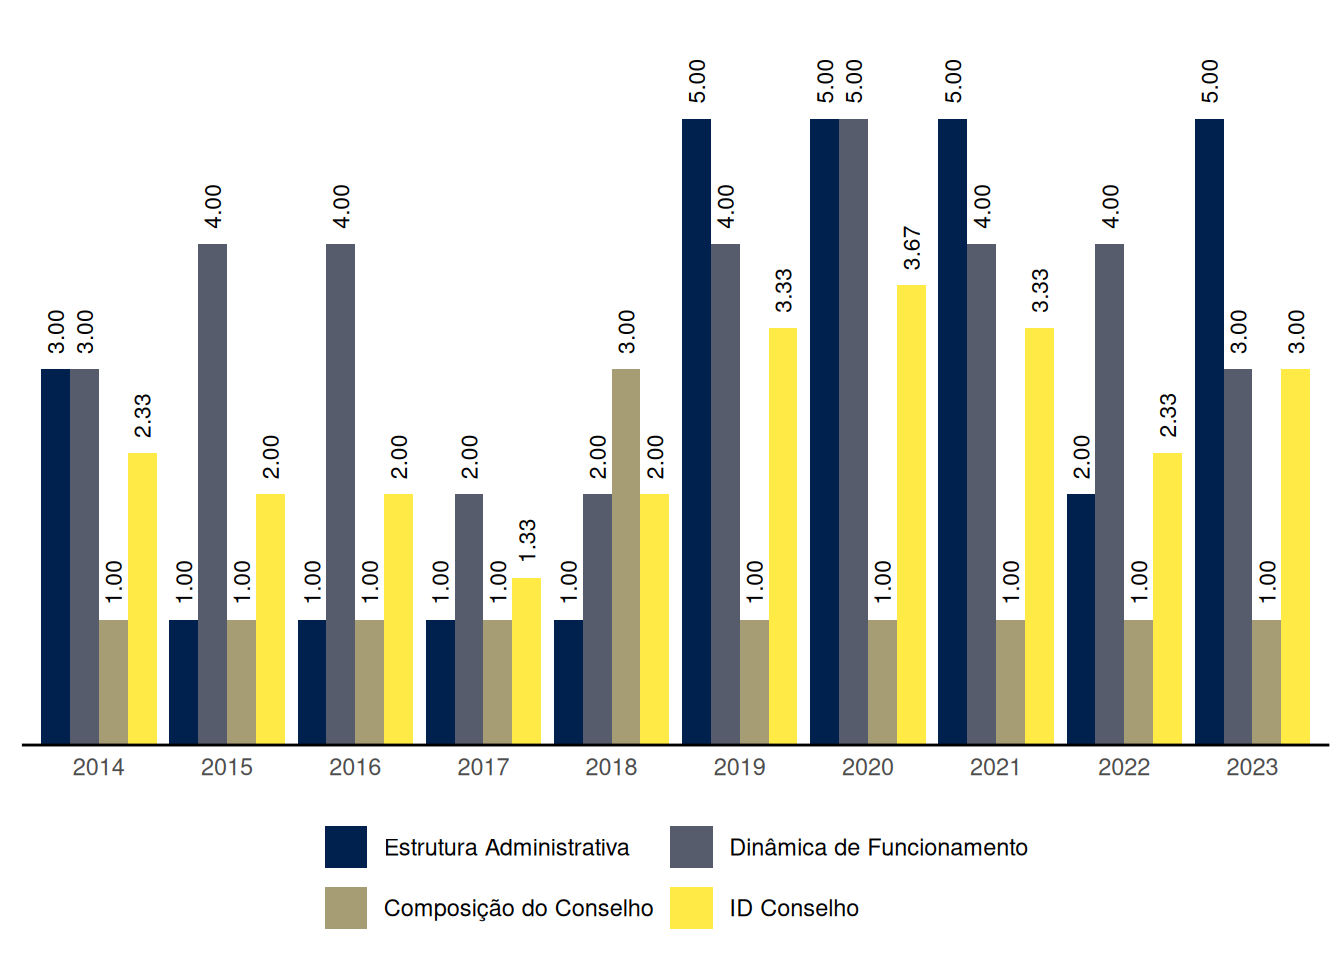 3.00 3.00 1.00 2.33
1.00 4.00 1.00 2.00
1.00 4.00 1.00 2.00
1.00 2.00 1.00 1.33
1.00 2.00 3.00 2.00
5.00 4.00 1.00 3.33
5.00 5.00 1.00 3.67
5.00 4.00 1.00 3.33
2.00 4.00 1.00 2.33
5.00 3.00 1.00 3.00
2014 2015 2016 2017 2018 2019 2020 2021 2022 2023
Estrutura Administrativa Dinâmica de Funcionamento
Composição do Conselho ID Conselho